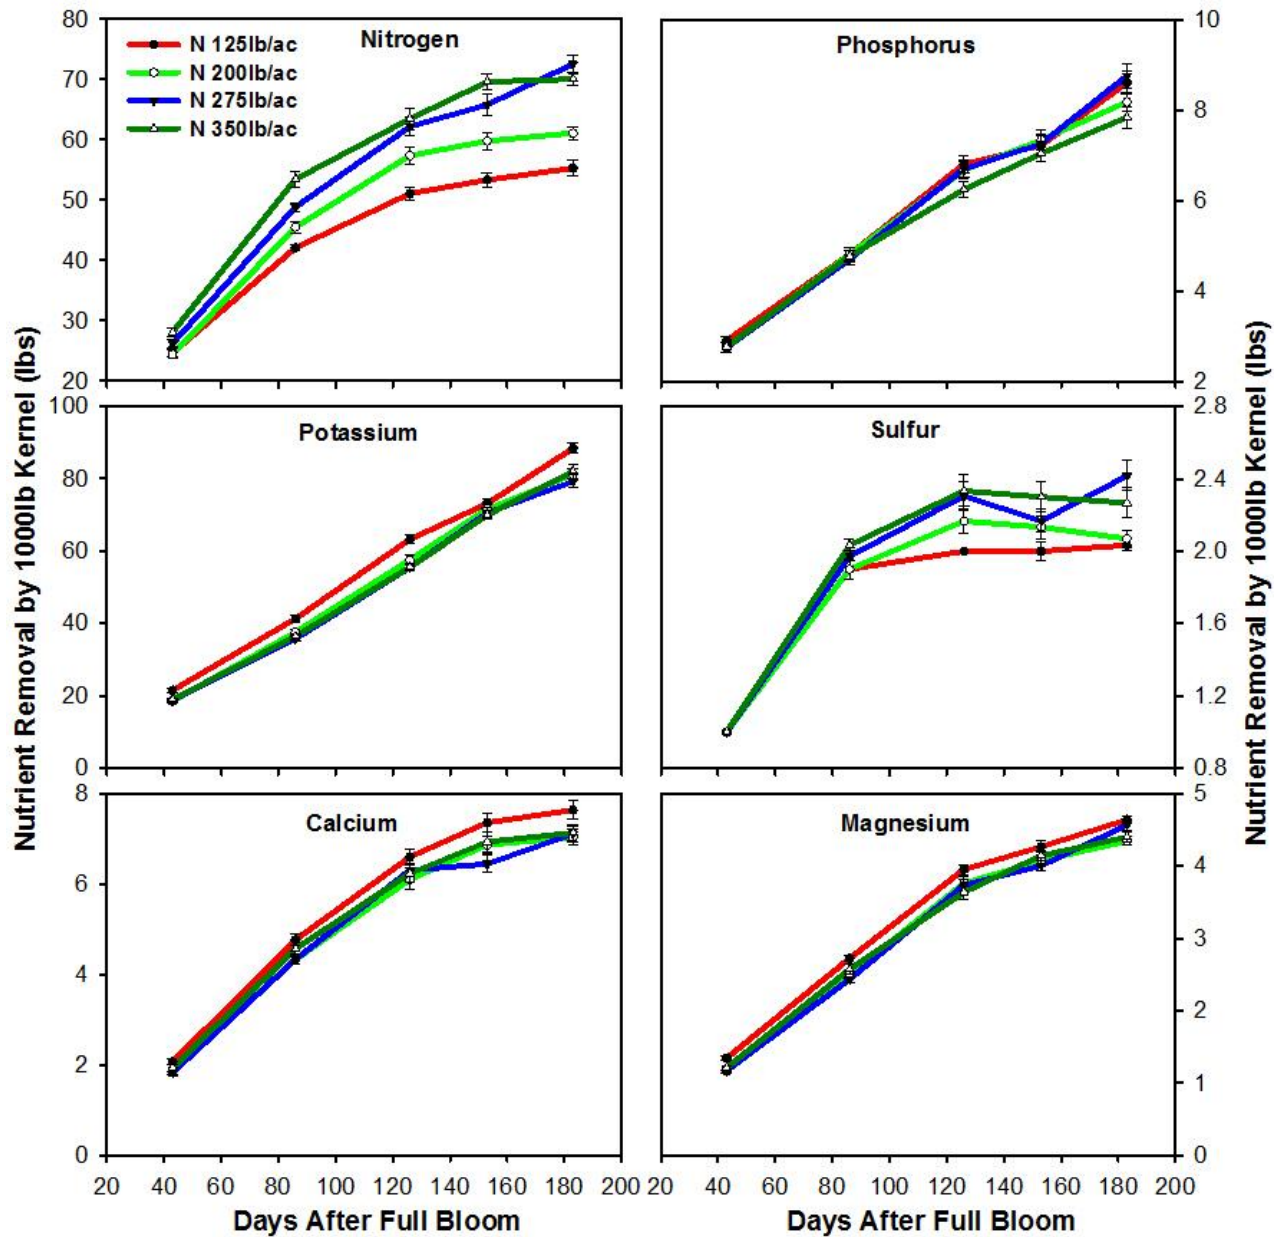 Nitrogen
N 125lb/ac
N 200lb/ac
N 275lb/ac
N 350lb/ac
80
70
60
50
40
30
20
Phosphorus
10
8
6
4
2
Potassium
100
80
60
40
20
0
Sulfur
2.8
2.4
2.0
1.6
1.2
0.8
Calcium
8
6
4
2
0
Magnesium
5
4
3
2
1
0
20 40 60 80 100 120 140 160 180 200
20 40 60 80 100 120 140 160 180 200
Days After Full Bloom
Days After Full Bloom
Nutrient Removal by 1000lb Kernel (lbs)
Nutrient Removal by 1000lb Kernel (lbs)